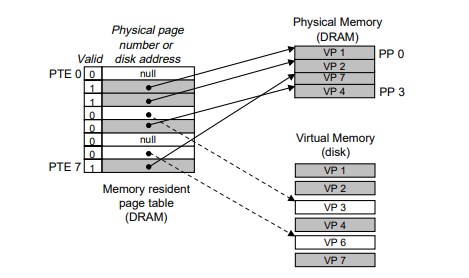 Physical page
number or
disk address
Valid
PTE 0 0 null
1
1
0
0
0 null
0
PTE 7 1
Memory resident
page table
(DRAM)
Physical Memory
(DRAM)
VP 1 PP 0
VP 2
VP 7
VP 4 PP 3
Virtual Memory
(disk)
VP 1
VP 2
VP 3
VP 4
VP 6
VP 7